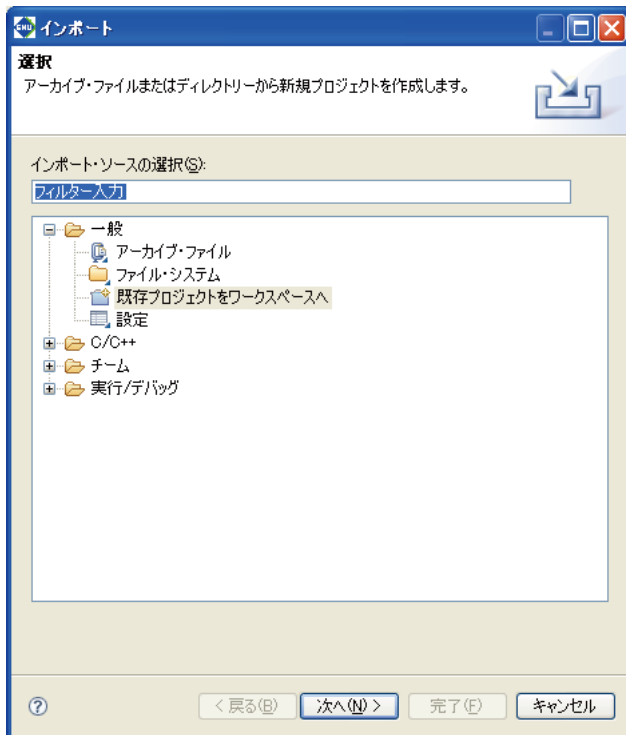 GNU インポート
選択
アーカイブ・ファイルまたはディレクトリーから新規プロジェクトを作成します。
インポート・ソースの選択(S):
フィルター入力
一般
アーカイブ・ファイル
ファイル・システム
既存プロジェクトをワークスペースへ
設定
C/C++
チーム
実行/デバッグ
? < 戻る(B) 次へ(N) > 完了(F) キャンセル